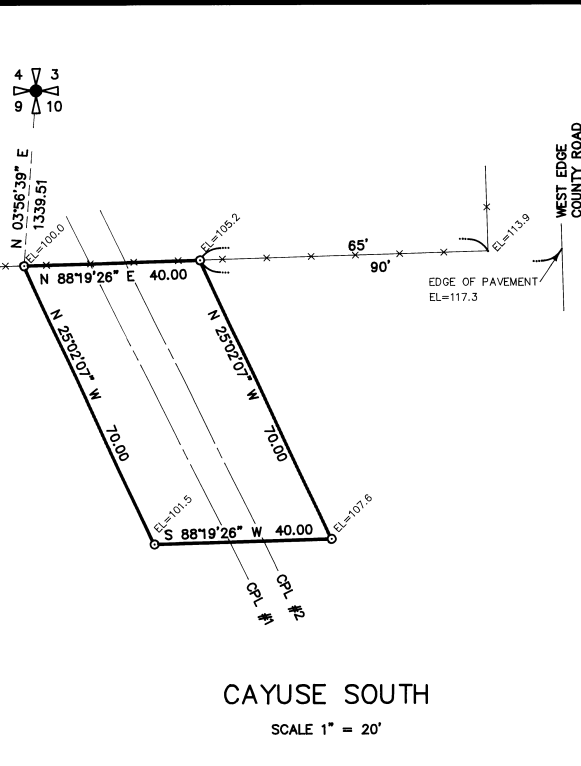 4 3
9 10
N 03°56'39" E
1339.51
EL=100.0
EL=105.2
EL=113.9
WEST EDGE
COUNTY ROAD
65'
90'
N 88°19'26" E 40.00
EDGE OF PAVEMENT
EL=117.3
N 25°02'07" W 70.00
N 25°02'07" W 70.00
EL=101.5
EL=107.6
S 88°19'26" W 40.00
CPL #1
CPL #2
CAYUSE SOUTH
SCALE 1" = 20'